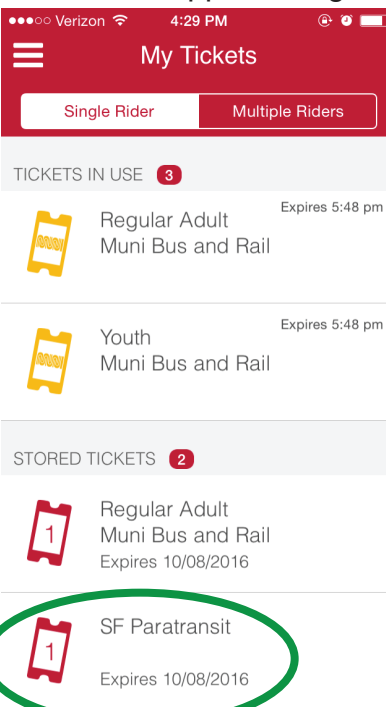 ●●●○○ Verizon 4:29 PM
My Tickets
Single Rider Multiple Riders
TICKETS IN USE 3
Expires 5:48 pm
Regular Adult
Muni Bus and Rail
Expires 5:48 pm
Youth
Muni Bus and Rail
STORED TICKETS 2
1
Regular Adult
Muni Bus and Rail
Expires 10/08/2016
1
SF Paratransit
Expires 10/08/2016